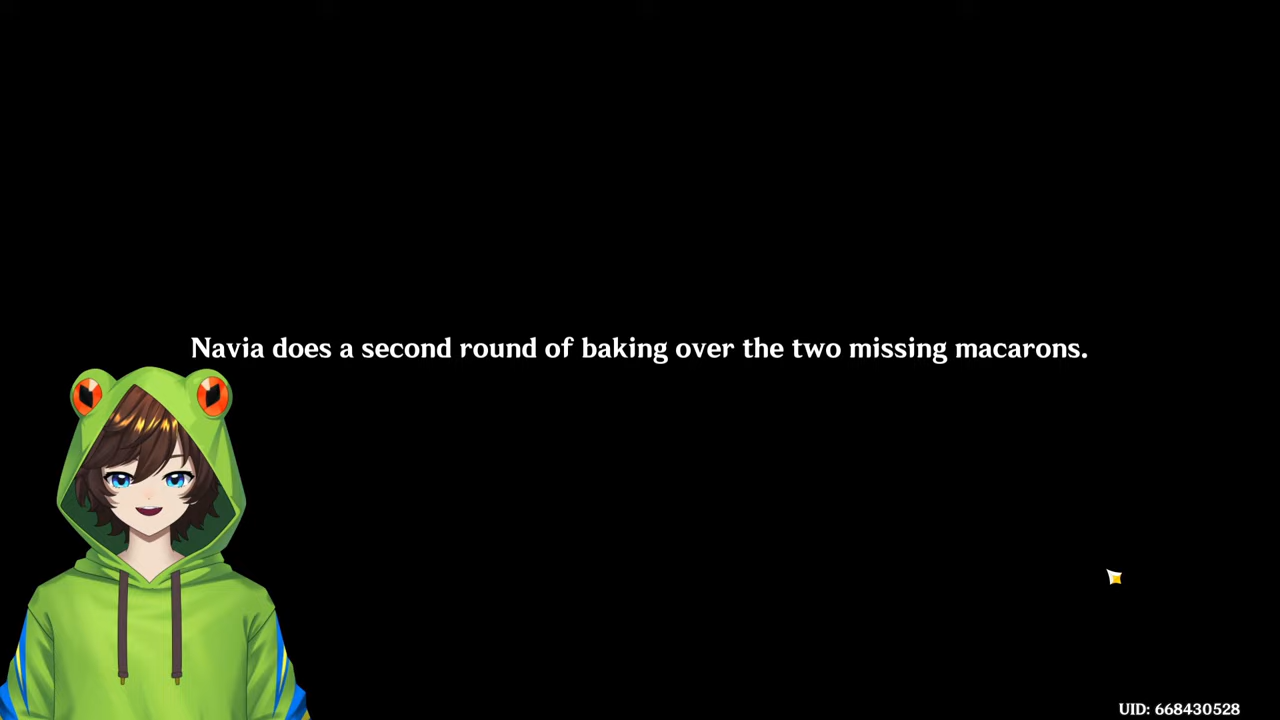 Navia does a second round of baking over the two missing macarons.
UID: 668430528